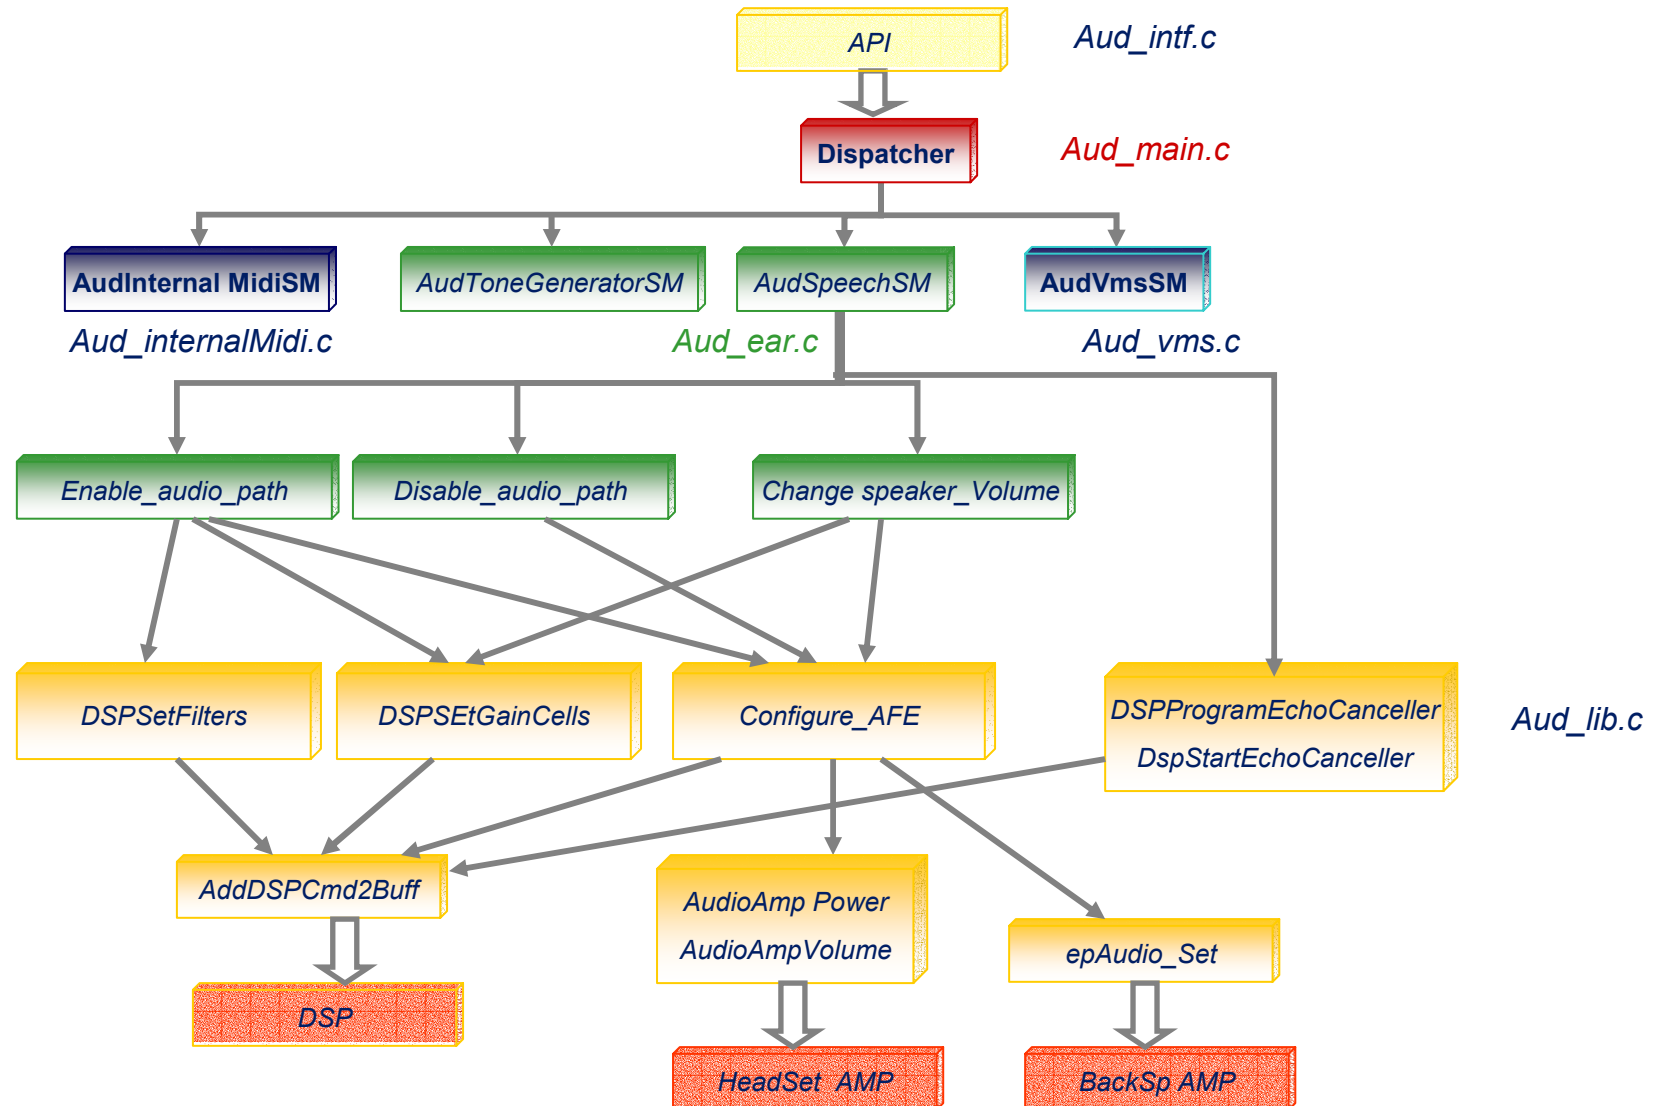 API
Aud_intf.c
Dispatcher
Aud_main.c
AudInternal MidiSM
AudToneGeneratorSM
AudSpeechSM
AudVmsSM
Aud_internalMidi.c
Aud_ear.c
Aud_vms.c
Enable_audio_path
Disable_audio_path
Change speaker_Volume
DSPSetFilters
DSPSEtGainCells
Configure_AFE
DSPProgramEchoCanceller
DspStartEchoCanceller
Aud_lib.c
AddDSPCmd2Buff
AudioAmp Power
AudioAmpVolume
epAudio_Set
DSP
HeadSet AMP
BackSp AMP